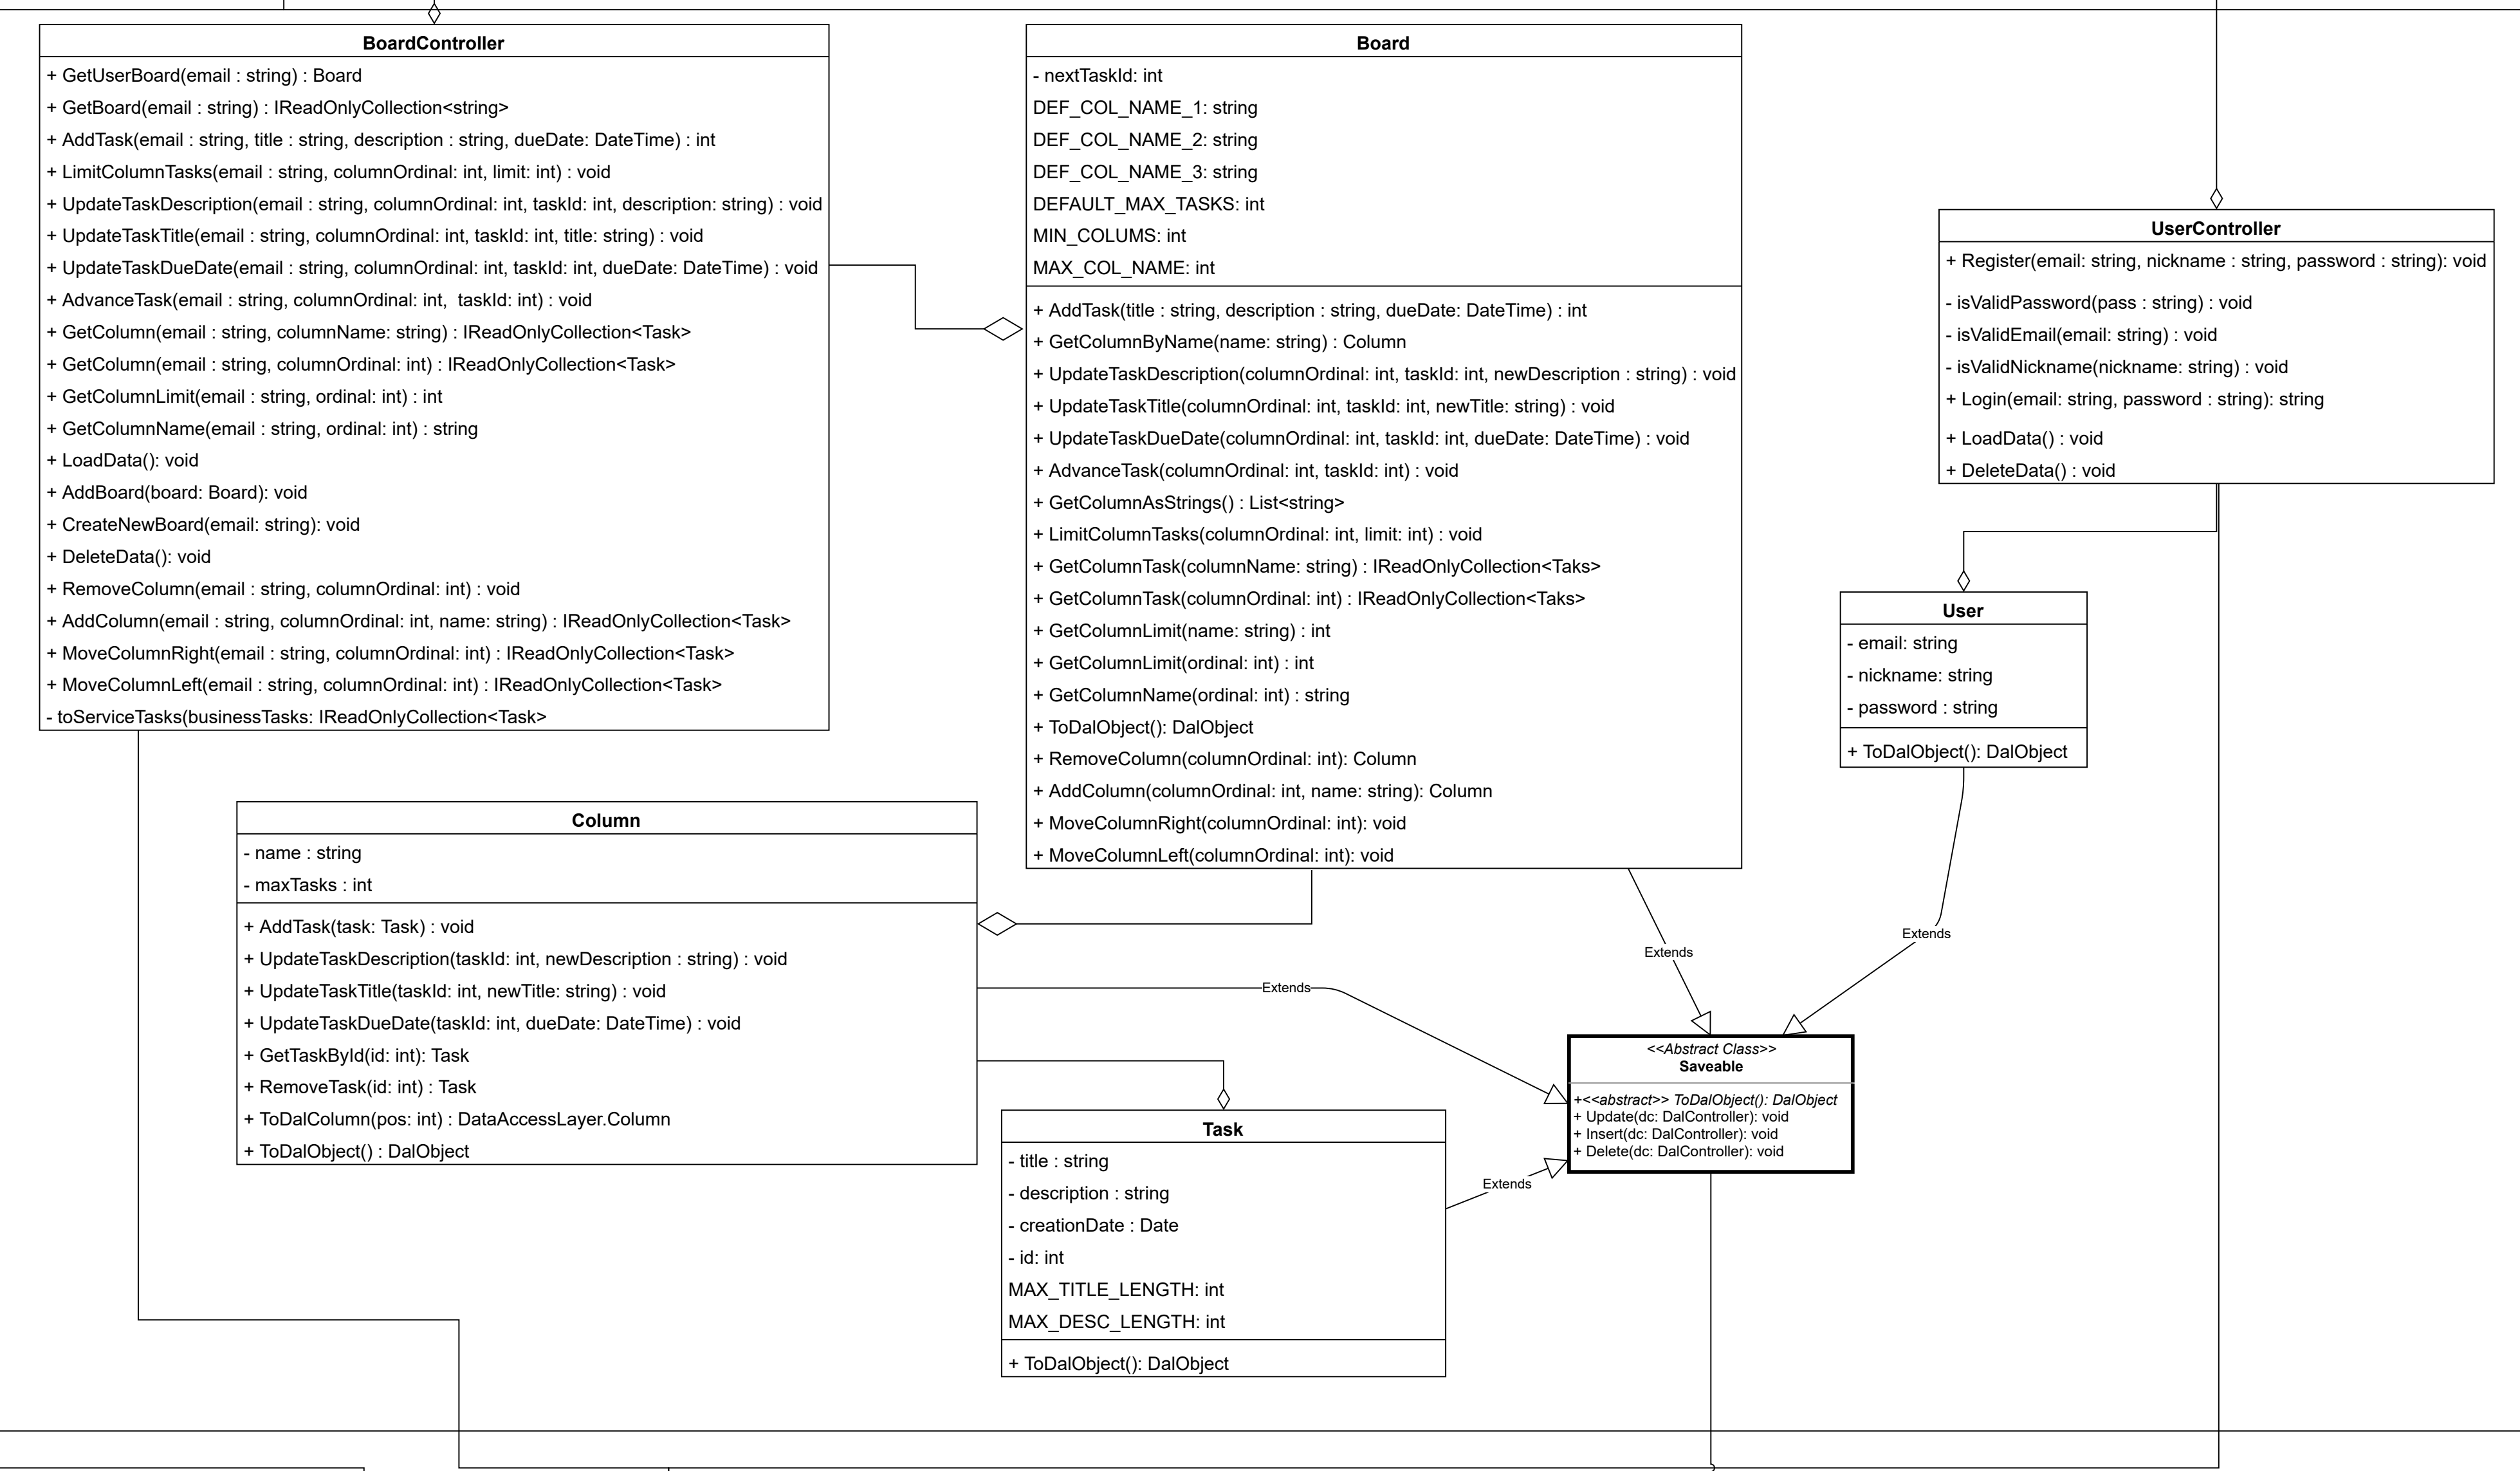 BoardController
+ GetUserBoard(email : string) : Board
+ GetBoard(email : string) : IReadOnlyCollection<string>
+ AddTask(email : string, title : string, description : string, dueDate: DateTime) : int
+ LimitColumnTasks(email : string, columnOrdinal: int, limit: int) : void
+ UpdateTaskDescription(email : string, columnOrdinal: int, taskId: int, description: string) : void
+ UpdateTaskTitle(email : string, columnOrdinal: int, taskId: int, title: string) : void
+ UpdateTaskDueDate(email : string, columnOrdinal: int, taskId: int, dueDate: DateTime) : void
+ AdvanceTask(email : string, columnOrdinal: int,  taskId: int) : void
+ GetColumn(email : string, columnName: string) : IReadOnlyCollection<Task>
+ GetColumn(email : string, columnOrdinal: int) : IReadOnlyCollection<Task>
+ GetColumnLimit(email : string, ordinal: int) : int
+ GetColumnName(email : string, ordinal: int) : string
+ LoadData(): void
+ AddBoard(board: Board): void
+ CreateNewBoard(email: string): void
+ DeleteData(): void
+ RemoveColumn(email : string, columnOrdinal: int) : void
+ AddColumn(email : string, columnOrdinal: int, name: string) : IReadOnlyCollection<Task>
+ MoveColumnRight(email : string, columnOrdinal: int) : IReadOnlyCollection<Task>
+ MoveColumnLeft(email : string, columnOrdinal: int) : IReadOnlyCollection<Task>
- toServiceTasks(businessTasks: IReadOnlyCollection<Task>
Board
- nextTaskId: int
DEF_COL_NAME_1: string
DEF_COL_NAME_2: string
DEF_COL_NAME_3: string
DEFAULT_MAX_TASKS: int
MIN_COLUMS: int
MAX_COL_NAME: int
+ AddTask(title : string, description : string, dueDate: DateTime) : int
+ GetColumnByName(name: string) : Column
+ UpdateTaskDescription(columnOrdinal: int, taskId: int, newDescription : string) : void
+ UpdateTaskTitle(columnOrdinal: int, taskId: int, newTitle: string) : void
+ UpdateTaskDueDate(columnOrdinal: int, taskId: int, dueDate: DateTime) : void
+ AdvanceTask(columnOrdinal: int, taskId: int) : void
+ GetColumnAsStrings() : List<string>
+ LimitColumnTasks(columnOrdinal: int, limit: int) : void
+ GetColumnTask(columnName: string) : IReadOnlyCollection<Taks>
+ GetColumnTask(columnOrdinal: int) : IReadOnlyCollection<Taks>
+ GetColumnLimit(name: string) : int
+ GetColumnLimit(ordinal: int) : int
+ GetColumnName(ordinal: int) : string
+ ToDalObject(): DalObject
+ RemoveColumn(columnOrdinal: int): Column
+ AddColumn(columnOrdinal: int, name: string): Column
+ MoveColumnRight(columnOrdinal: int): void
+ MoveColumnLeft(columnOrdinal: int): void
UserController
+ Register(email: string, nickname : string, password : string): void
- isValidPassword(pass : string) : void
- isValidEmail(email: string) : void
- isValidNickname(nickname: string) : void
+ Login(email: string, password : string): string
+ LoadData() : void
+ DeleteData() : void
User
- email: string
- nickname: string
- password : string
+ ToDalObject(): DalObject
Column
- name : string
- maxTasks : int
+ AddTask(task: Task) : void
+ UpdateTaskDescription(taskId: int, newDescription : string) : void
+ UpdateTaskTitle(taskId: int, newTitle: string) : void
+ UpdateTaskDueDate(taskId: int, dueDate: DateTime) : void
+ GetTaskById(id: int): Task
+ RemoveTask(id: int) : Task
+ ToDalColumn(pos: int) : DataAccessLayer.Column
+ ToDalObject() : DalObject
Extends
Extends
Extends
Extends
<<Abstract Class>>
Saveable
+<<abstract>> ToDalObject(): DalObject
+ Update(dc: DalController): void
+ Insert(dc: DalController): void
+ Delete(dc: DalController): void
Task
- title : string
- description : string
- creationDate : Date
- id: int
MAX_TITLE_LENGTH: int
MAX_DESC_LENGTH: int
+ ToDalObject(): DalObject